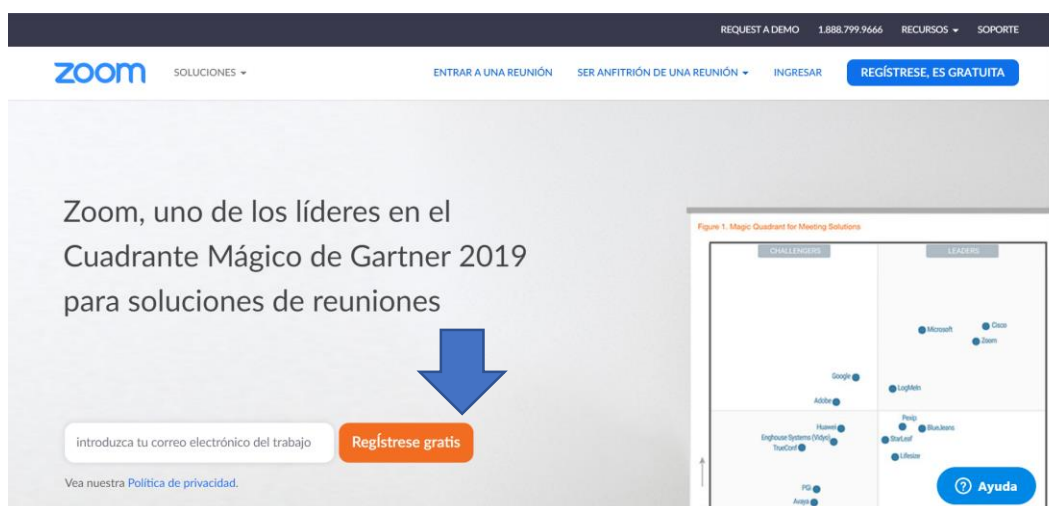 REQUEST A DEMO 1.888.799.9666 RECURSOS SOPORTE
zoom SOLUCIONES ENTRAR A UNA REUNIÓN SER ANFITRIÓN DE UNA REUNIÓN INGRESAR REGÍSTRESE, ES GRATUITA
Zoom, uno de los líderes en el
Cuadrante Mágico de Gartner 2019
para soluciones de reuniones
introduzca tu correo electrónico del trabajo
RegÍstrese gratis
Vea nuestra Política de privacidad.
Figure 1. Magic Quadrant for Meeting Solutions
CHALLENGERS LEADERS
Microsoft
Cisco
Zoom
Google
LogMeIn
Adobe
Pexip
Huawei
BlueJeans
Enghouse Systems (Vidyo)
StarLeaf
TrueConf
Lifesize
PGi
Avaya
Ayuda